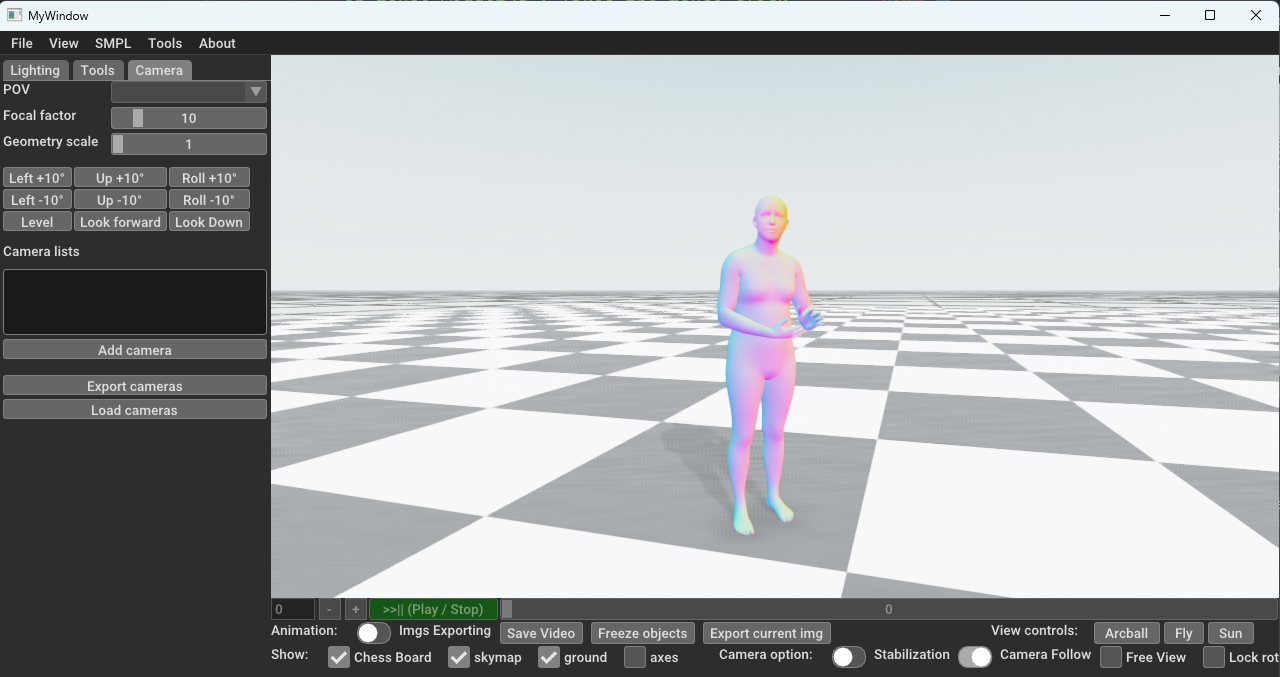 MyWindow
File View SMPL Tools About
Lighting Tools Camera
POV
Focal factor 10
Geometry scale 1
Left +10° Up +10° Roll +10°
Left -10° Up -10° Roll -10°
Level Look forward Look Down
Camera lists
Add camera
Export cameras
Load cameras
0 - + >>|| (Play / Stop) 0
Animation: Imgs Exporting Save Video Freeze objects Export current img View controls: Arcball Fly Sun
Show: Chess Board skymap ground axes Camera option: Stabilization Camera Follow Free View Lock rot